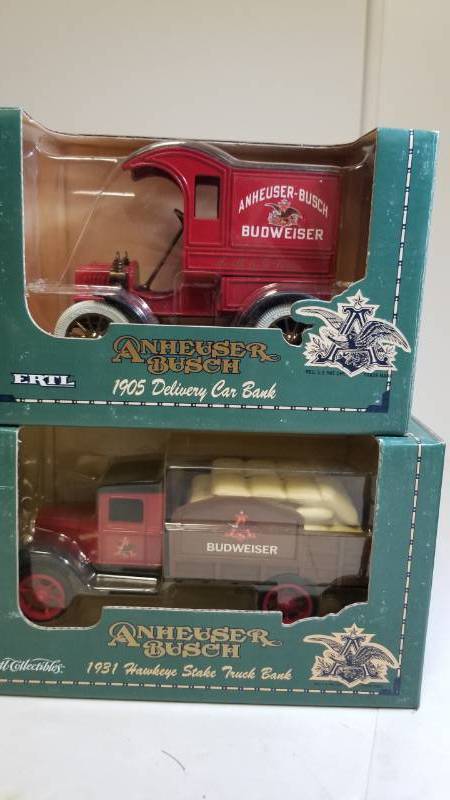 ANHEUSER-BUSCH
BUDWEISER
ANHEUSER
BUSCH
ERTL
1905 Delivery Car Bank
BUDWEISER
ANHEUSER
BUSCH
Collectibles
1931 Hawkeye Stake Truck Bank